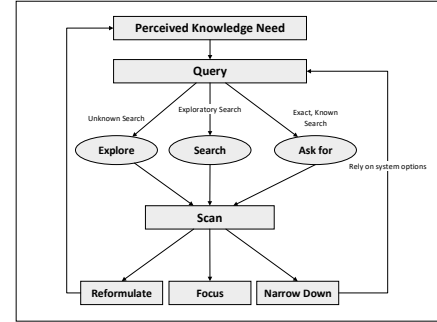 Perceived Knowledge Need
Query
Unknown Search
Exploratory Search
Exact, Known
Search
Explore
Search
Ask for
Rely on system options
Scan
Reformulate
Focus
Narrow Down